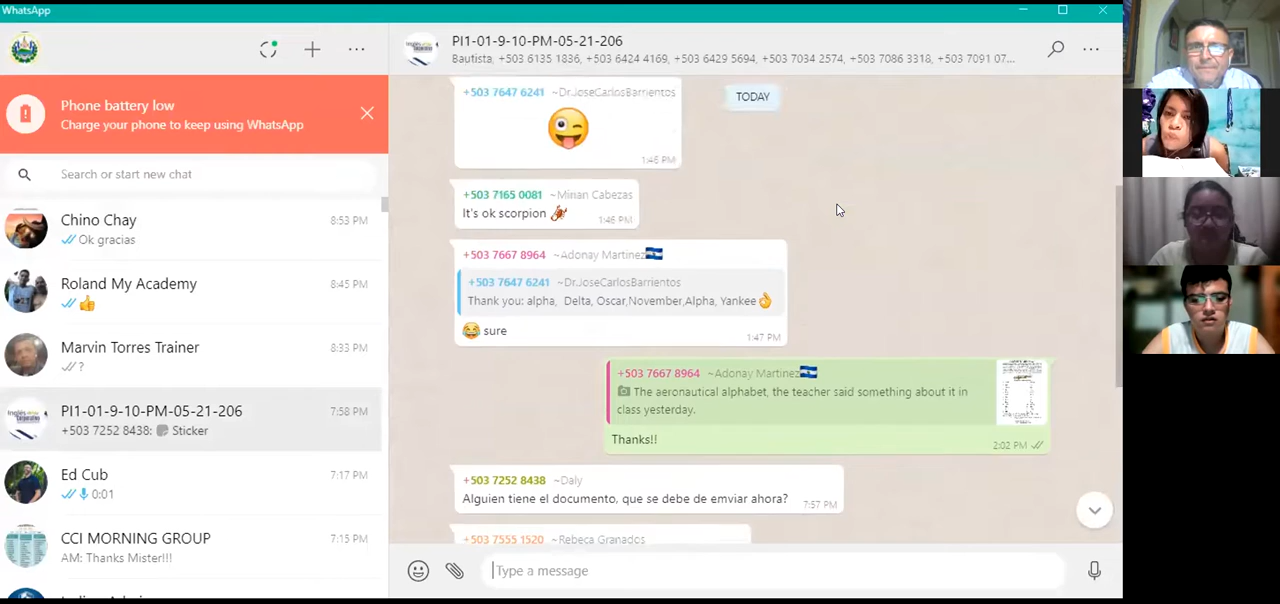 WhatsApp
Phone battery low
Charge your phone to keep using WhatsApp
Search or start new chat
Chino Chay 8:53 PM
Ok gracias
Roland My Academy 8:45 PM
Marvin Torres Trainer 8:33 PM
?
PI1-01-9-10-PM-05-21-206 7:58 PM
+503 7252 8438: Sticker
Ed Cub 7:17 PM
0:01
CCI MORNING GROUP 7:15 PM
AM: Thanks Mister!!!
PI1-01-9-10-PM-05-21-206
Bautista, +503 6135 1836, +503 6424 4169, +503 6429 5694, +503 7034 2574, +503 7086 3318, +503 7091 07...
TODAY
+503 7647 6241 ~Dr.JoseCarlosBarrientos
1:46 PM
+503 7165 0081 ~Mirian Cabezas
It's ok scorpion 🦂 1:46 PM
+503 7667 8964 ~Adonay Martinez🇸🇻
+503 7647 6241 ~Dr.JoseCarlosBarrientos
Thank you: alpha, Delta, Oscar,November,Alpha, Yankee👌
😂 sure 1:47 PM
+503 7667 8964 ~Adonay Martinez🇸🇻
The aeronautical alphabet, the teacher said something about it in
class yesterday.
Thanks!! 2:02 PM
+503 7252 8438 ~Daly
Alguien tiene el documento, que se debe de emviar ahora? 7:57 PM
+503 7555 1520 ~Rebeca Granados
Type a message